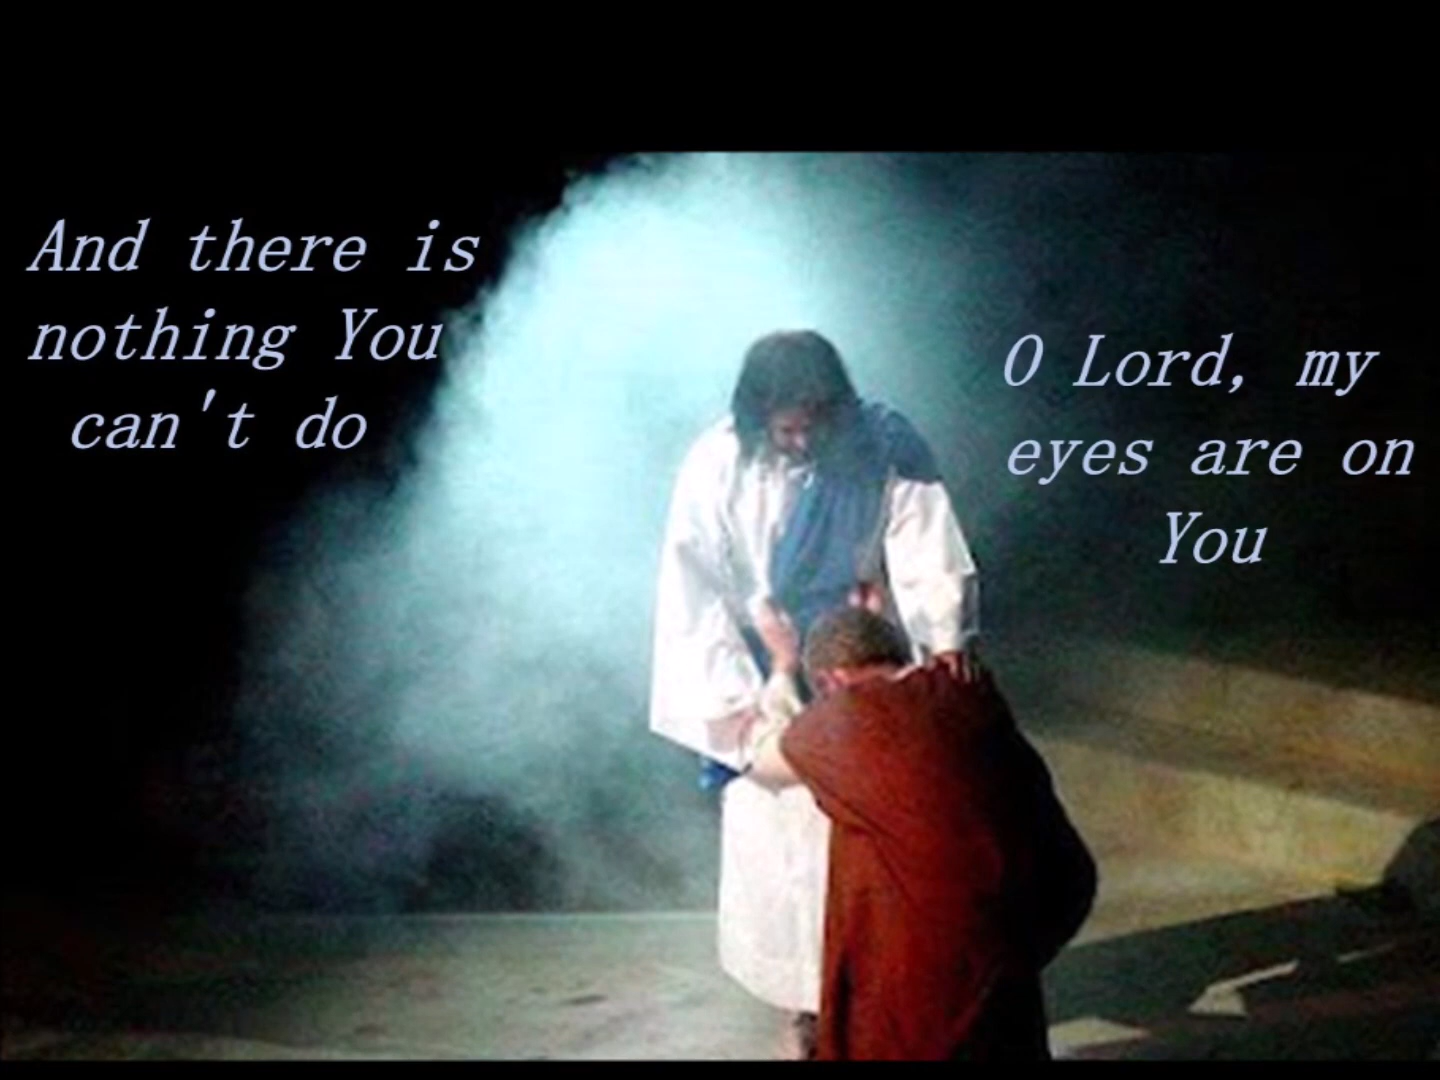 And there is
nothing You
can't do
O Lord, my
eyes are on
You